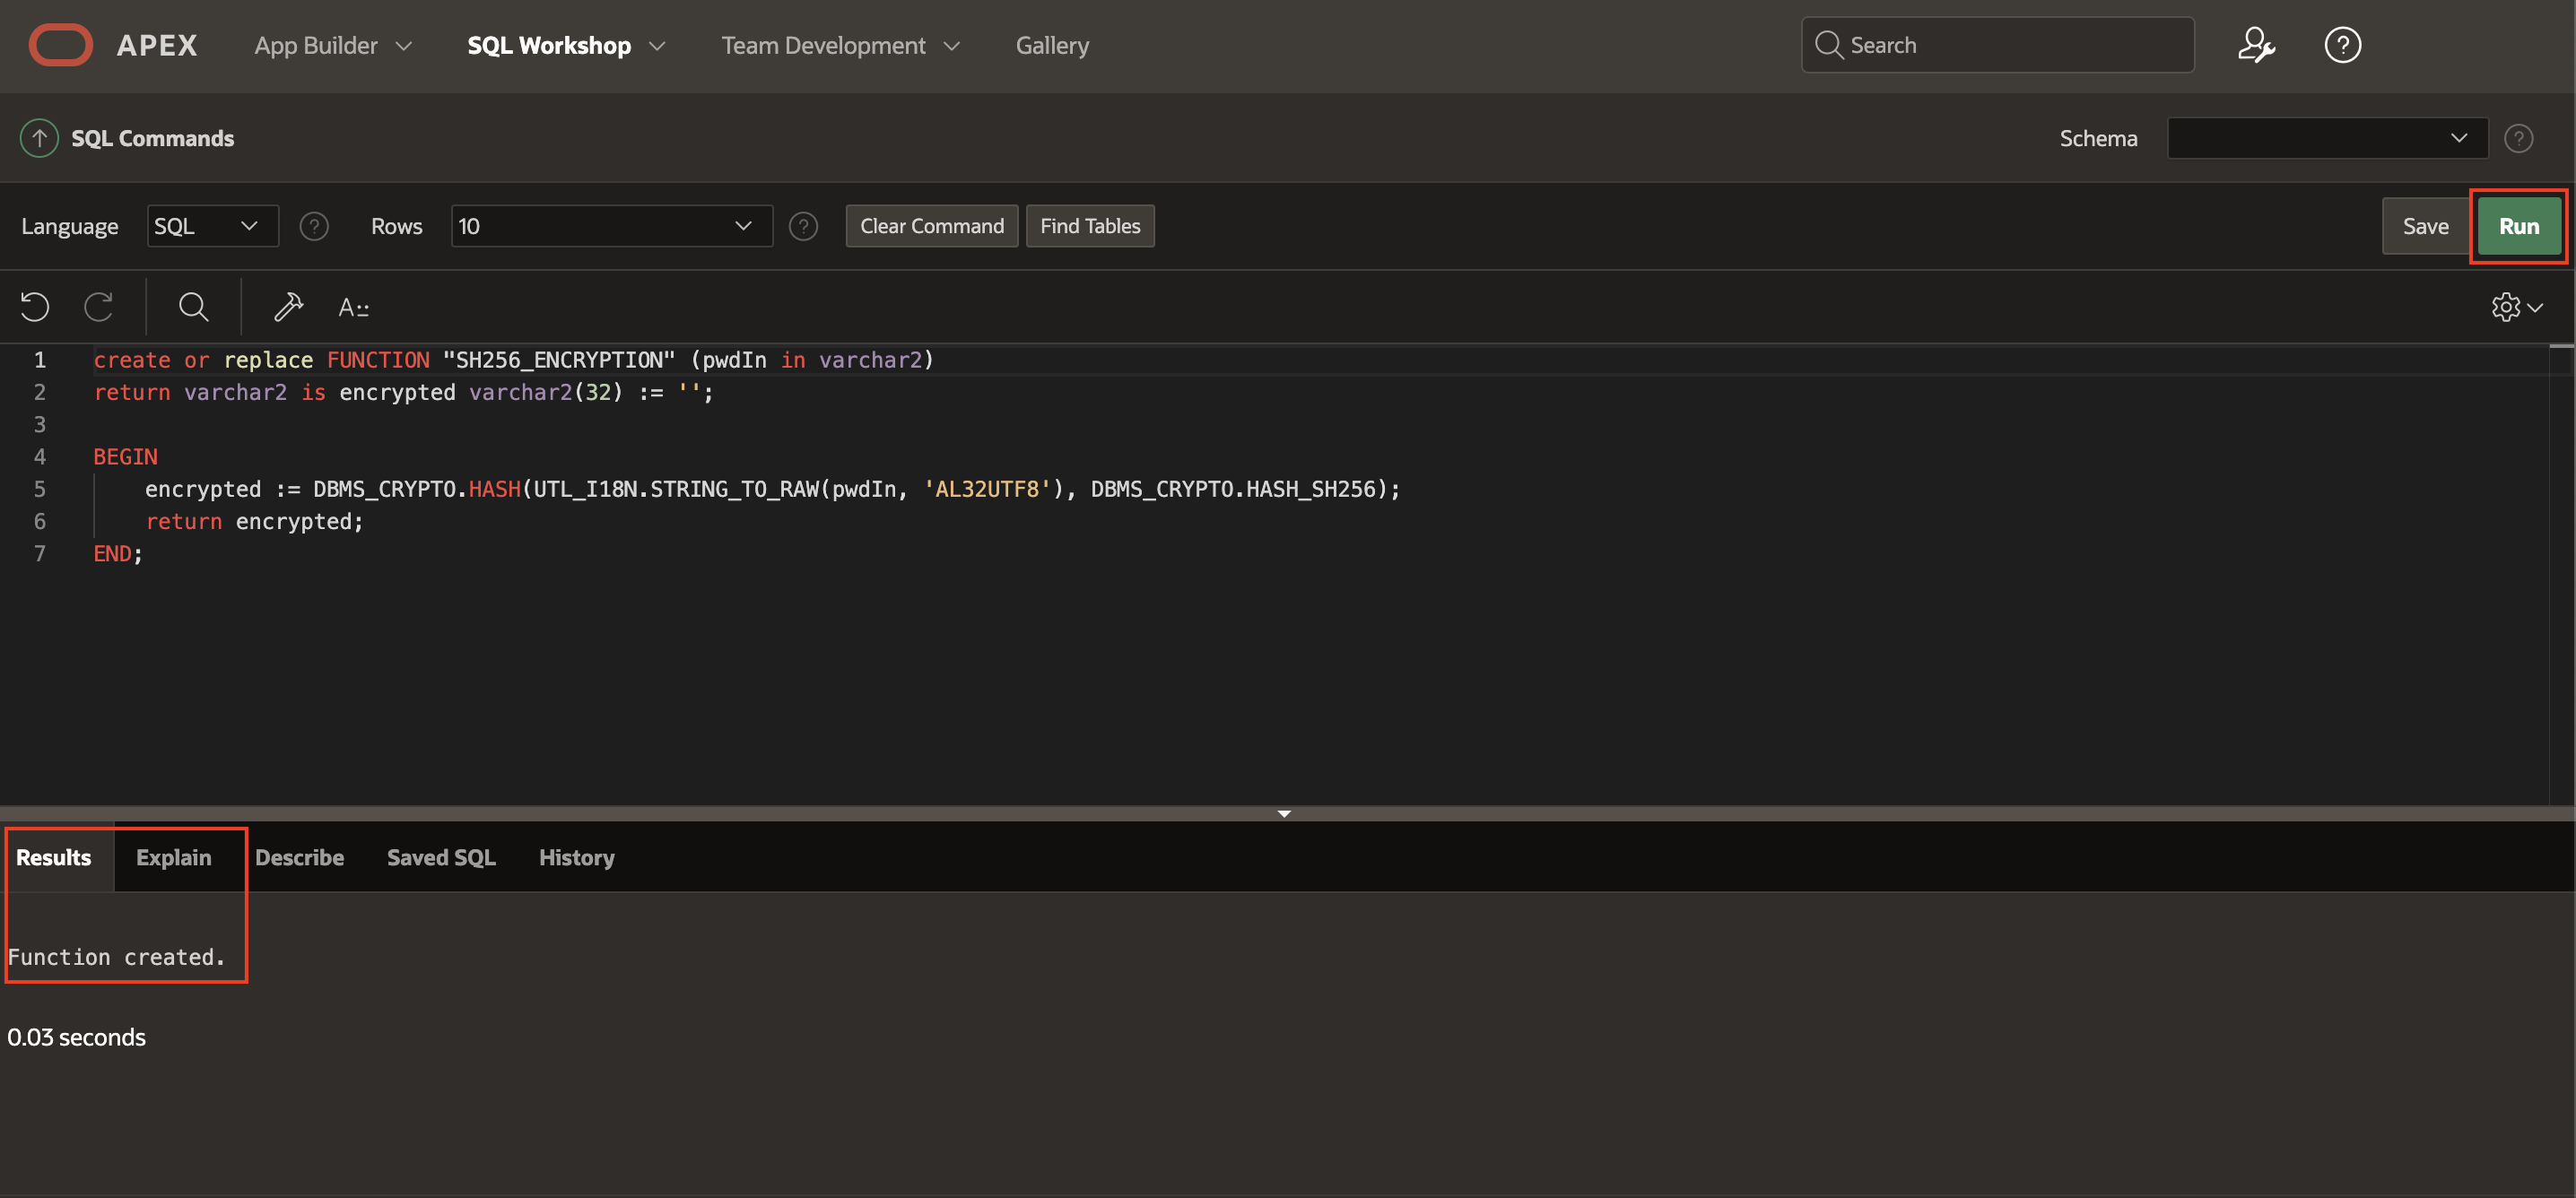 APEX App Builder SQL Workshop Team Development Gallery Search
SQL Commands Schema
Language SQL Rows 10 Clear Command Find Tables Save Run
A::
1 create or replace FUNCTION "SH256_ENCRYPTION" (pwdIn in varchar2)
2 return varchar2 is encrypted varchar2(32) := '';
3
4 BEGIN
5 encrypted := DBMS_CRYPTO.HASH(UTL_I18N.STRING_TO_RAW(pwdIn, 'AL32UTF8'), DBMS_CRYPTO.HASH_SH256);
6 return encrypted;
7 END;
Results Explain Describe Saved SQL History
Function created.
0.03 seconds